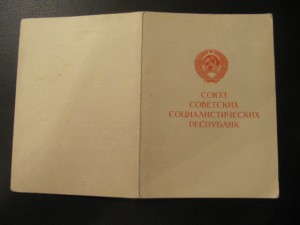 СОЮЗ
СОВЕТСКИХ
СОЦИАЛИСТИЧЕСКИХ
РЕСПУБЛИК